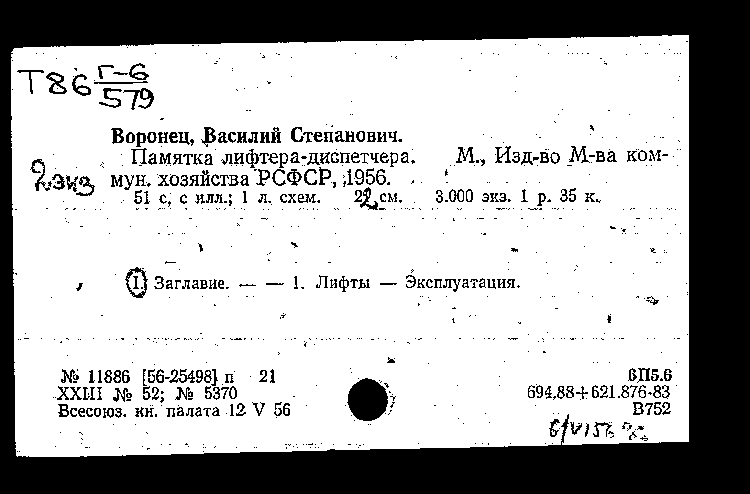 Т86 Г-6
579
Воронец, Василий Степанович.
Памятка лифтера-диспетчера. М., Изд-во М-ва ком-
2 экз
мун. хозяйства РСФСР, 1956.
51 с. с илл.; 1 л. схем. 22 см. 3.000 экз. 1 р. 35 к.
I. Заглавие. — — 1. Лифты — Эксплуатация.
№ 11886 [56-25498] п 21
6П5.6
XXIII № 52; № 5370
694.88+621.876-83
Всесоюз. кн. палата 12 V 56
В752